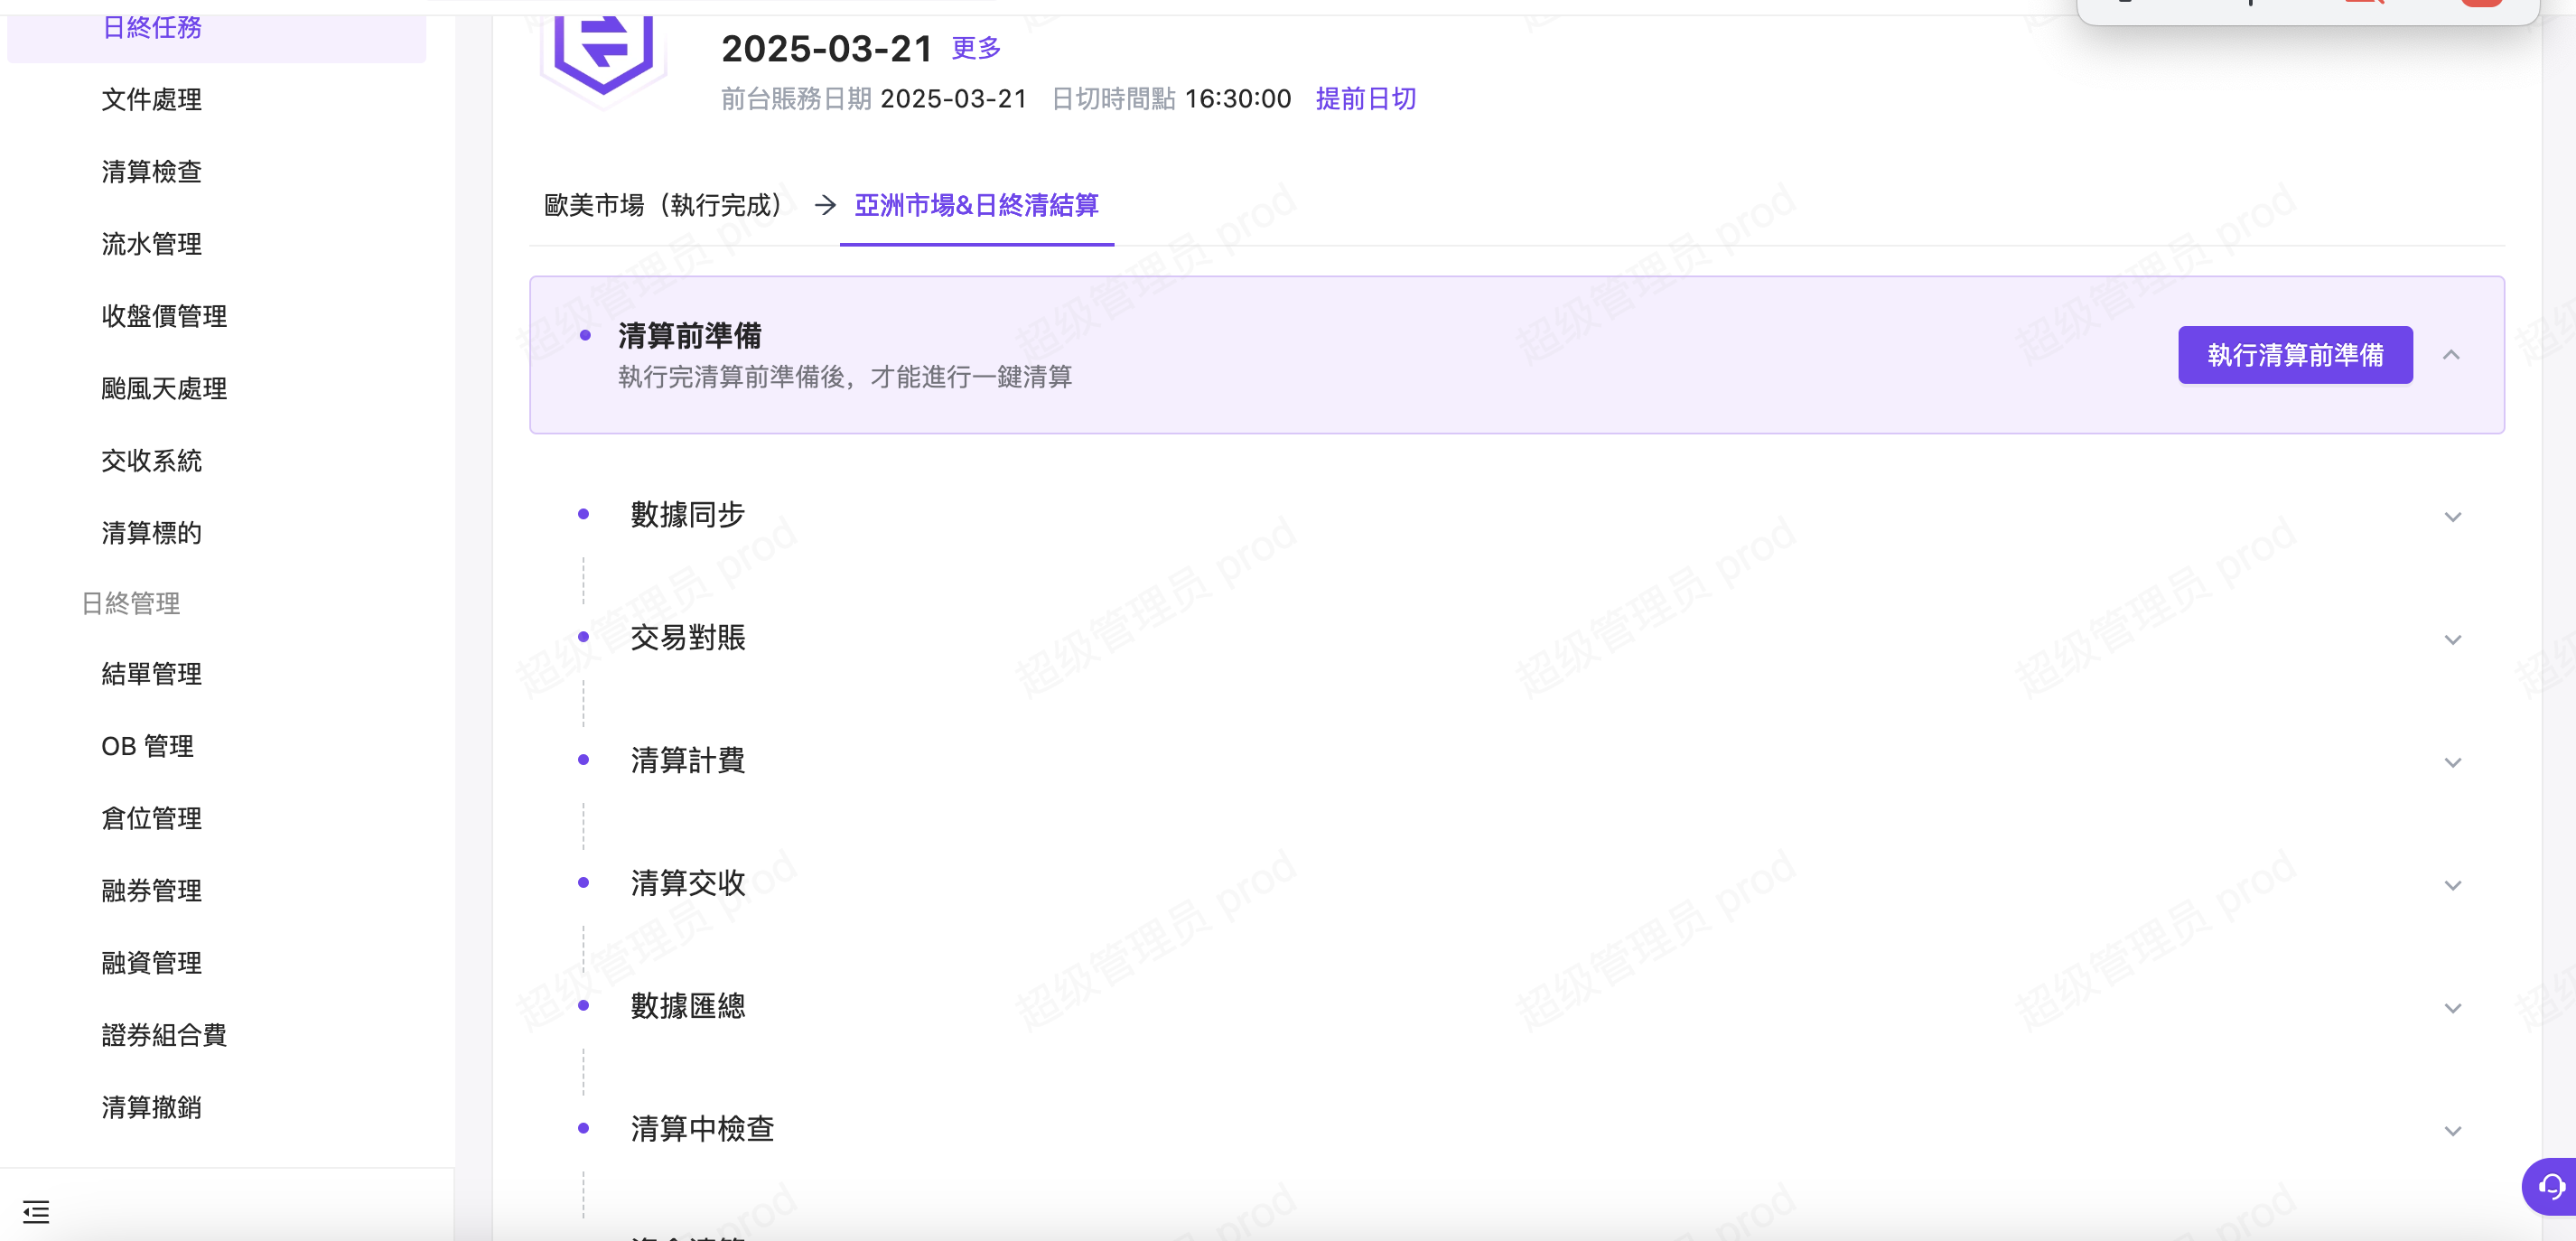 日終任務
文件處理
清算檢查
流水管理
收盤價管理
颱風天處理
交收系統
清算標的
日終管理
結單管理
OB 管理
倉位管理
融券管理
融資管理
證券組合費
清算撤銷
2025-03-21 更多
前台賬務日期 2025-03-21 日切時間點 16:30:00 提前日切
歐美市場（執行完成） → 亞洲市場&日終清結算
清算前準備
執行完清算前準備後，才能進行一鍵清算
執行清算前準備
數據同步
交易對賬
清算計費
清算交收
數據匯總
清算中檢查
超级管理员 prod